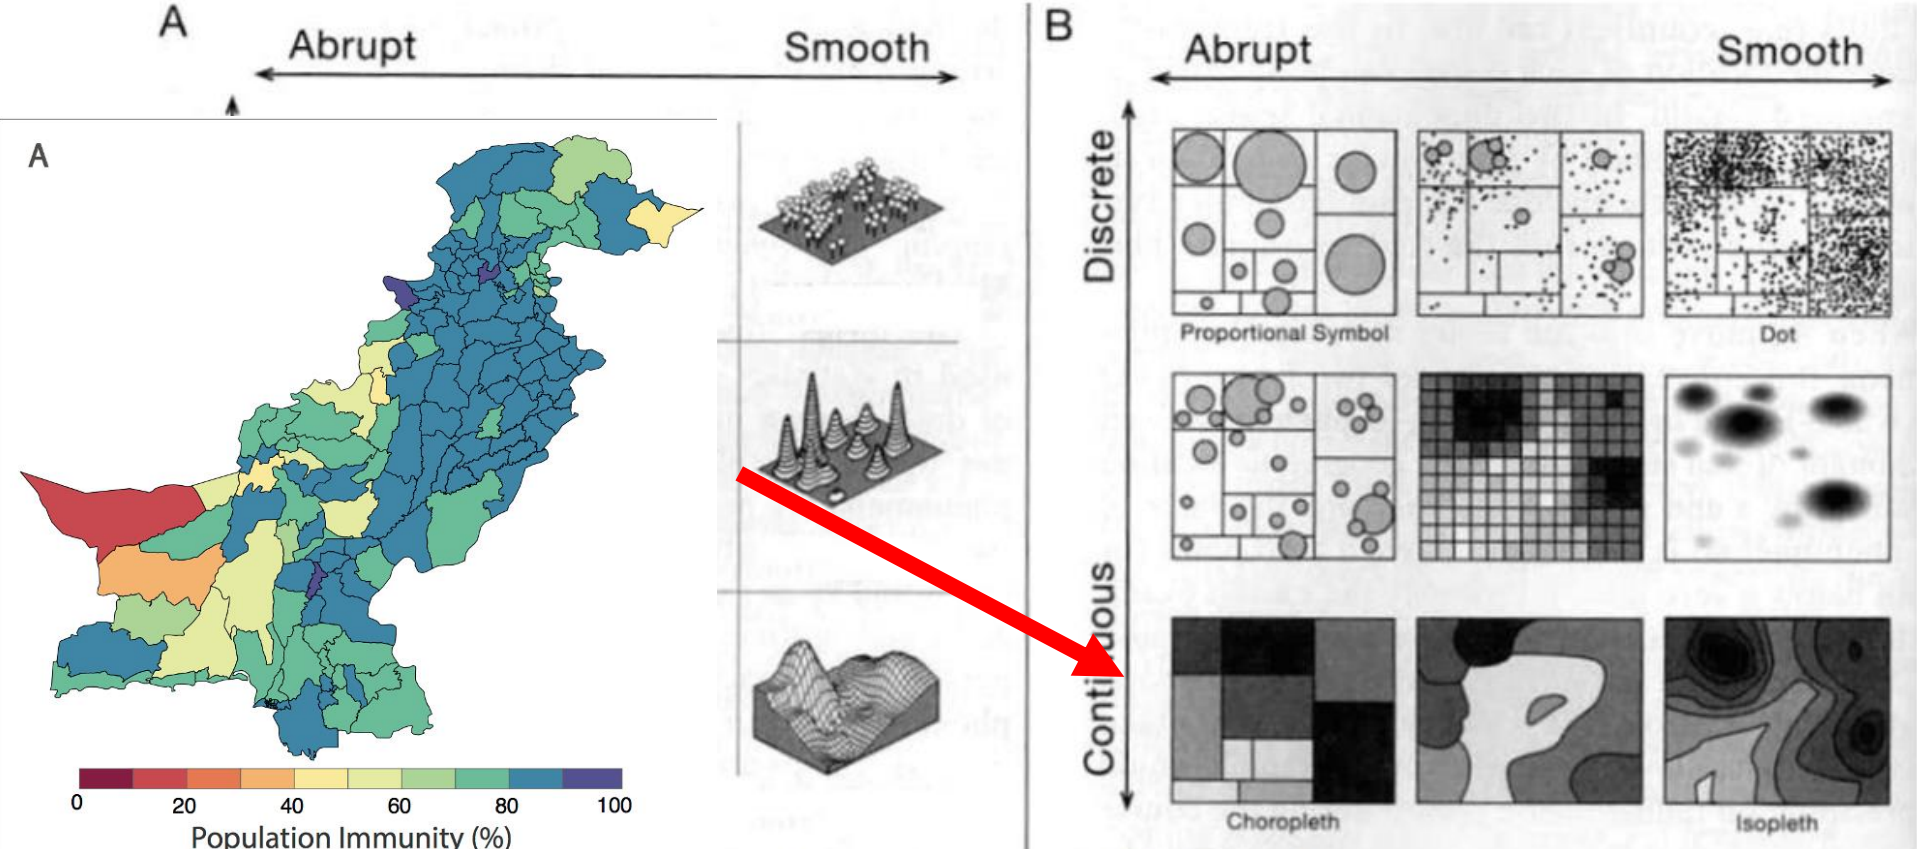 A
Abrupt
Smooth
A
0 20 40 60 80 100
Population Immunity (%)
B
Abrupt
Smooth
Discrete
Continuous
Proportional Symbol
Dot
Choropleth
Isopleth